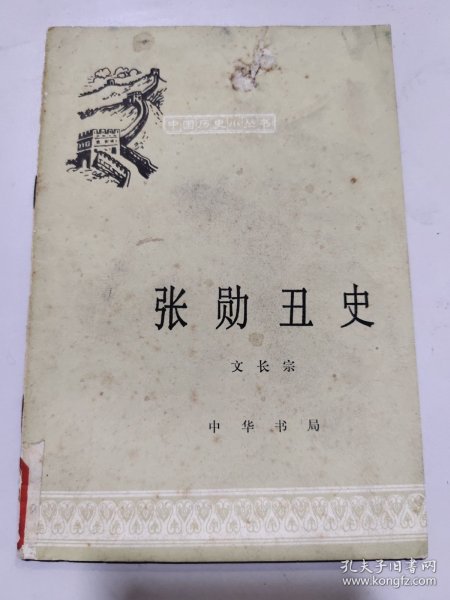 中国历史小丛书
张勋丑史
文长宗
中华书局
孔夫子旧书网
www.kongfz.com